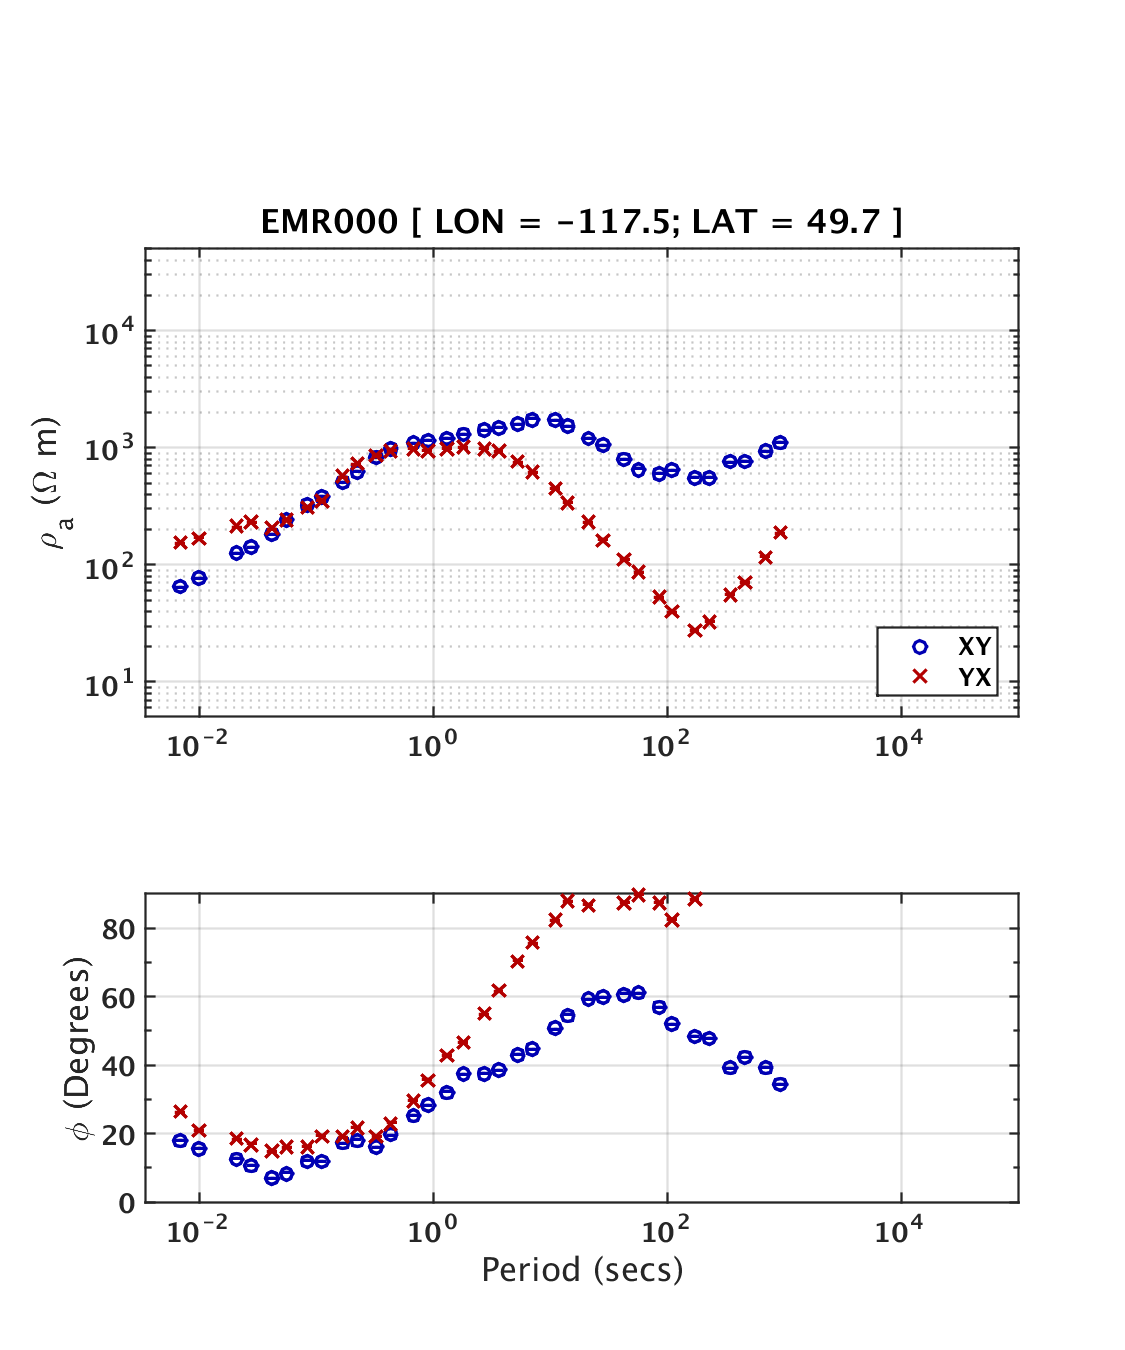 EMR000 [ LON = -117.5; LAT = 49.7 ]
ρa (Ω m)
10^4
10^3
10^2
10^1
XY
YX
10^-2 10^0 10^2 10^4
ϕ (Degrees)
80
60
40
20
0
10^-2 10^0 10^2 10^4
Period (secs)